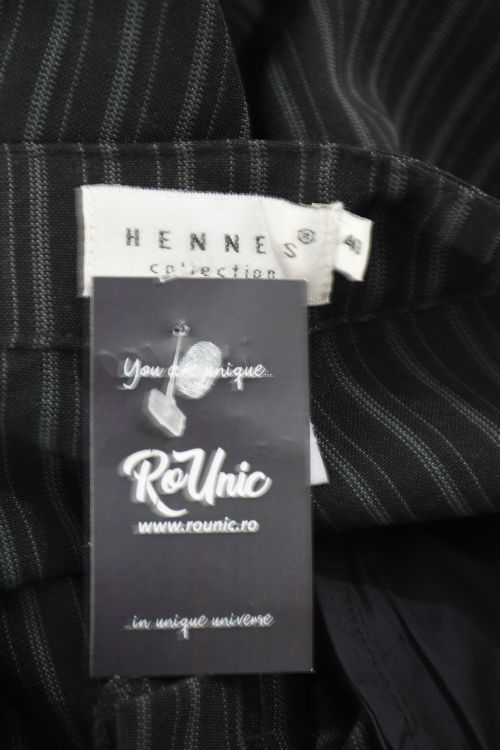 HENNES®
collection
40
You are unique...
RoUnic
www.rounic.ro
...in unique universe